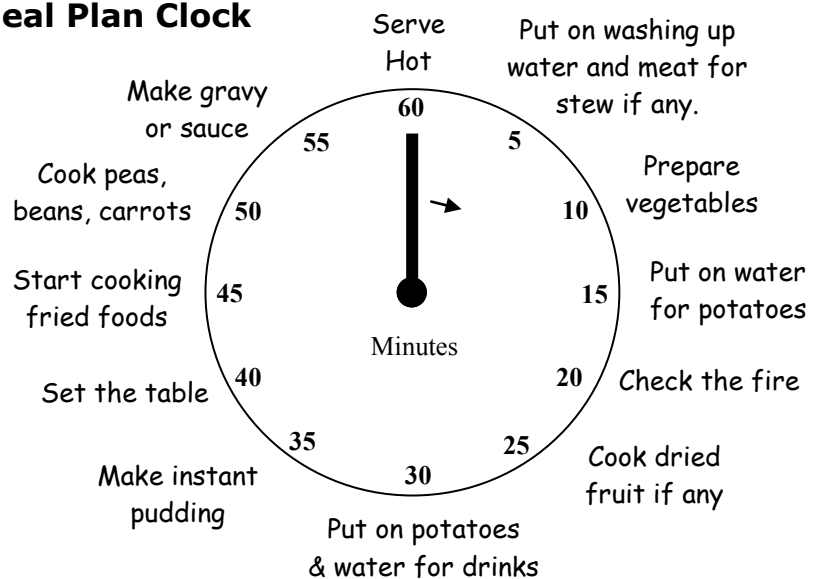 eal Plan Clock
Serve
Hot
60
Put on washing up
water and meat for
stew if any.
5
Prepare
vegetables
10
Put on water
for potatoes
15
Check the fire
20
Cook dried
fruit if any
25
Put on potatoes
& water for drinks
30
Make instant
pudding
35
Set the table
40
Start cooking
fried foods
45
Cook peas,
beans, carrots
50
Make gravy
or sauce
55
Minutes